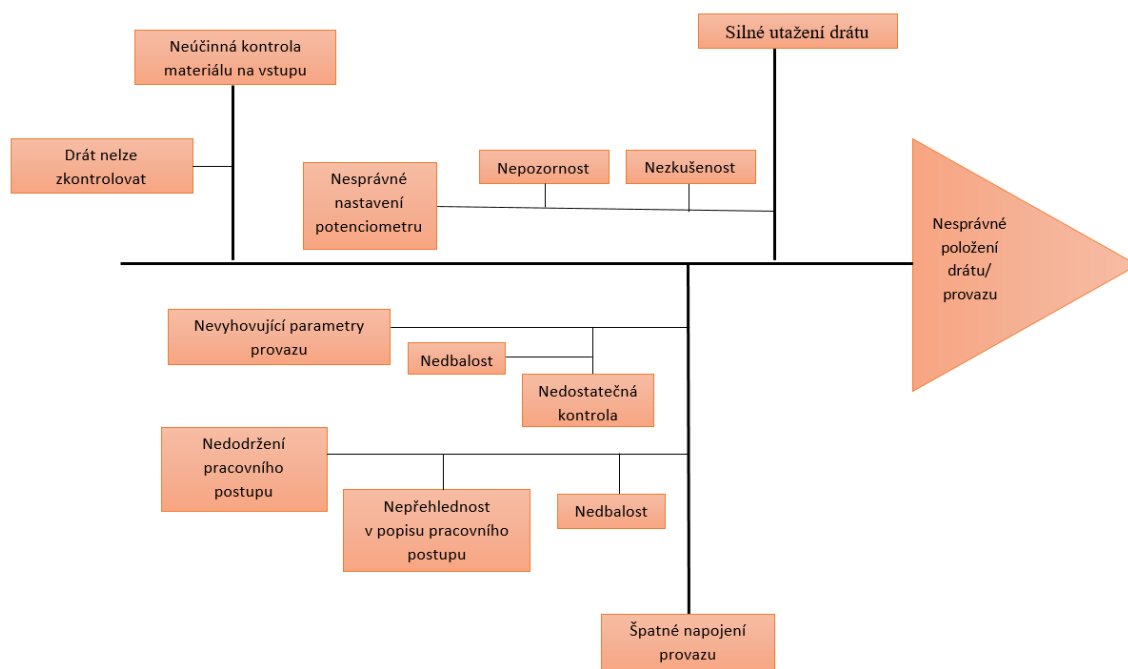 Silné utažení drátu
Neúčinná kontrola
materiálu na vstupu
Drát nelze
zkontrolovat
Nesprávné
nastavení
potenciometru
Nepozornost
Nezkušenost
Nesprávné
položení
drátu/
provazu
Nevyhovující parametry
provazu
Nedbalost
Nedostatečná
kontrola
Nedodržení
pracovního
postupu
Nepřehlednost
v popisu pracovního
postupu
Nedbalost
Špatné napojení
provazu